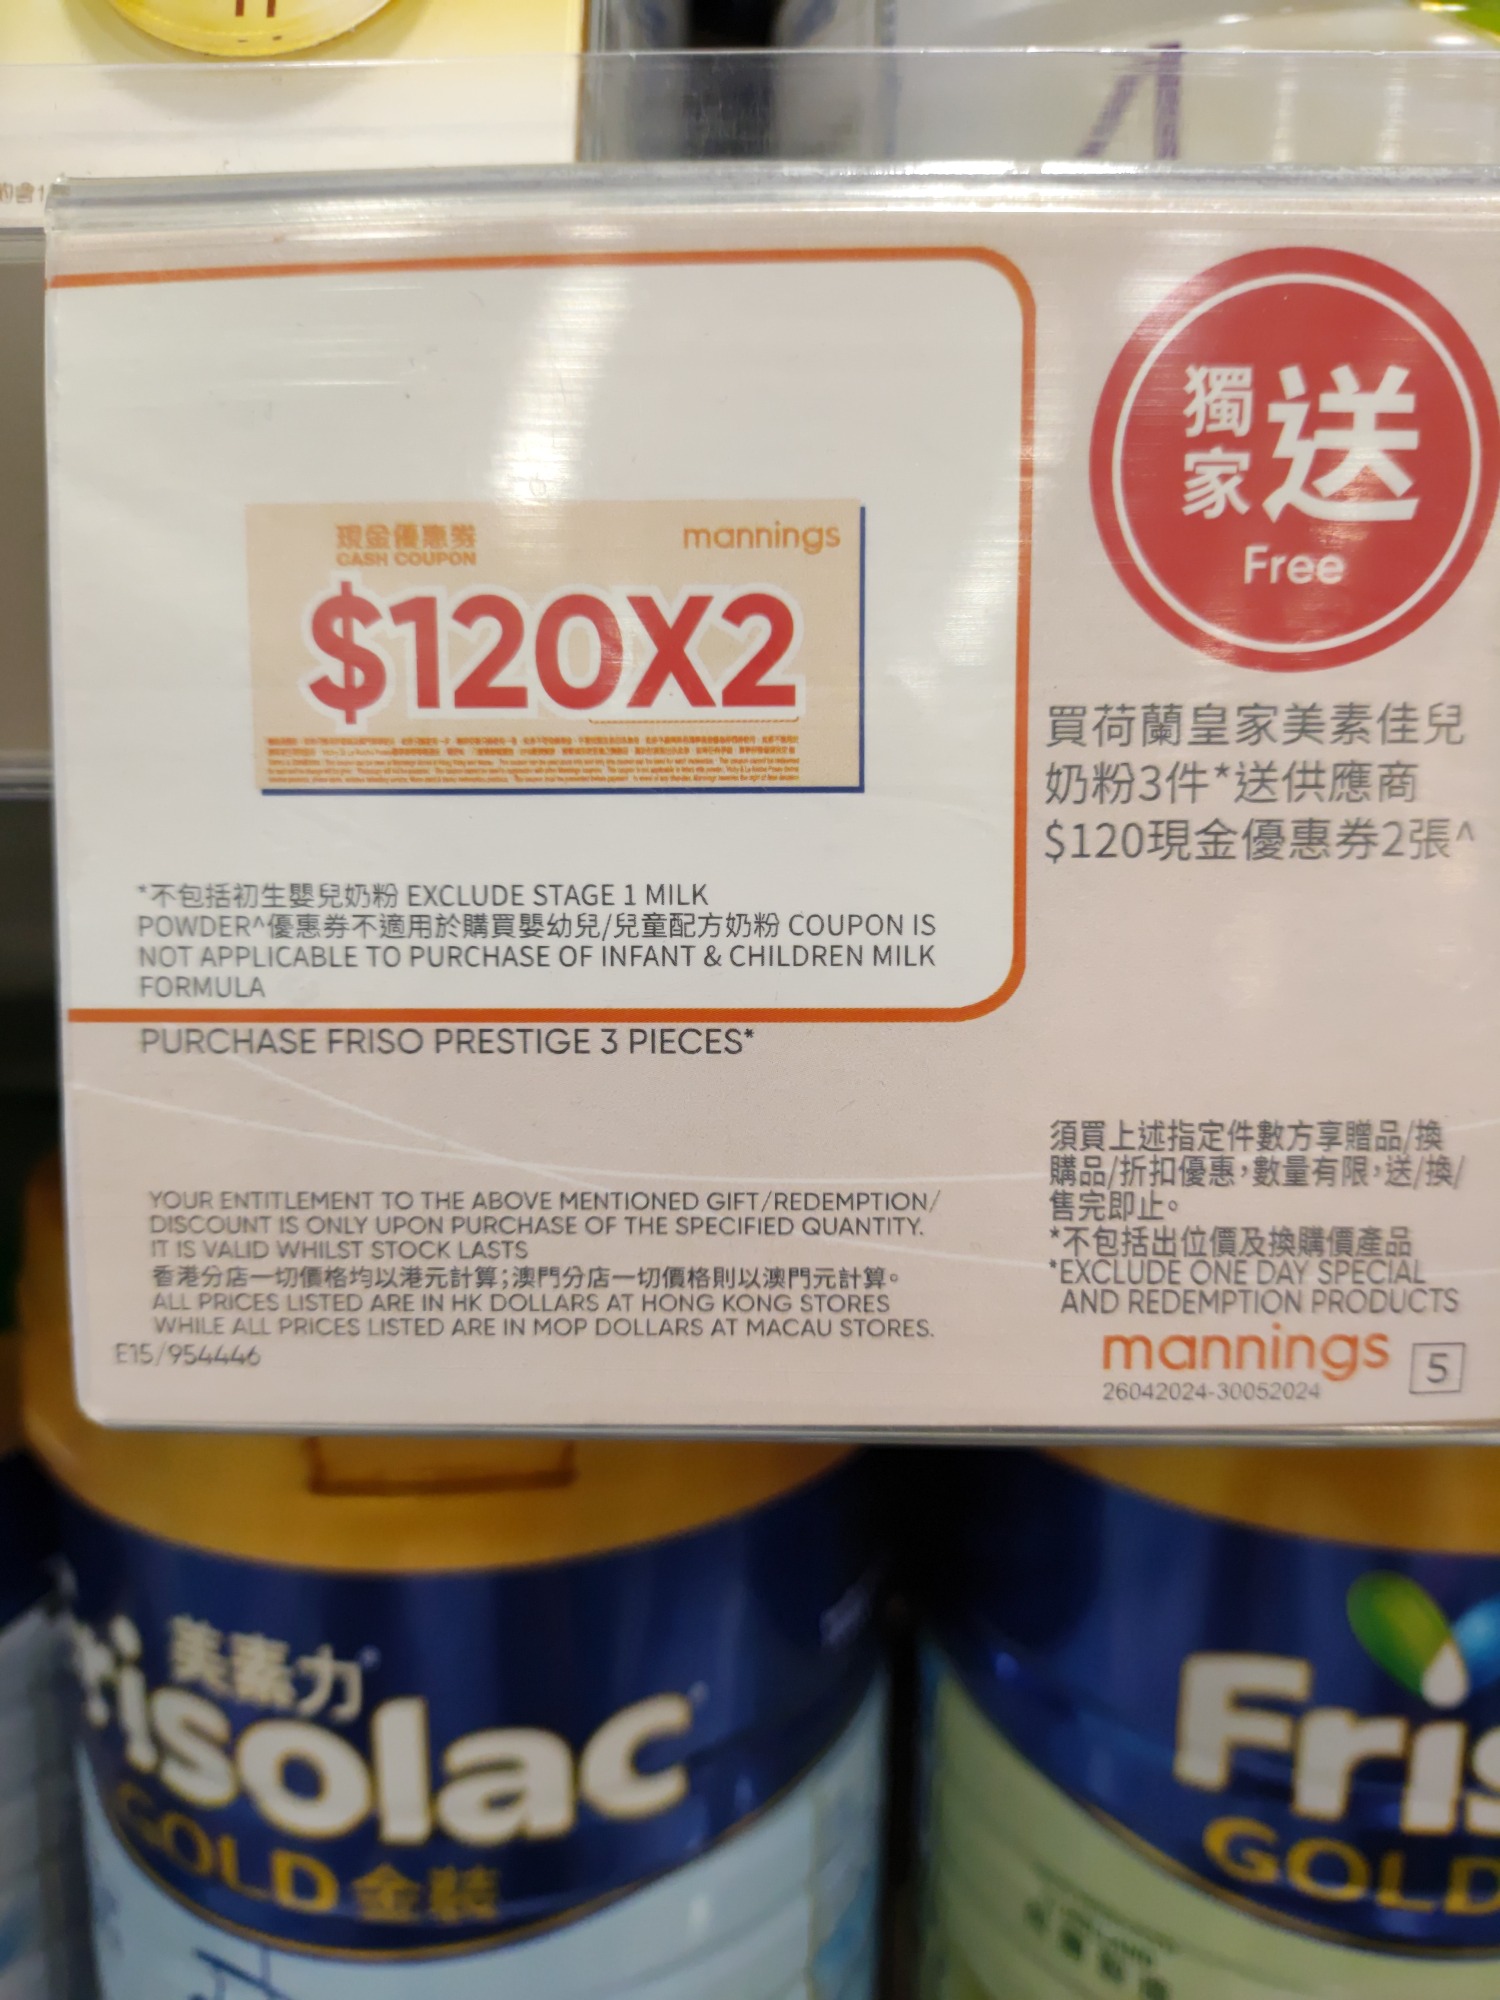 獨家送
Free
現金優惠券
CASH COUPON
mannings
$120X2
買荷蘭皇家美素佳兒
奶粉3件*送供應商
$120現金優惠券2張^
*不包括初生嬰兒奶粉 EXCLUDE STAGE 1 MILK
POWDER^優惠券不適用於購買嬰幼兒/兒童配方奶粉 COUPON IS
NOT APPLICABLE TO PURCHASE OF INFANT & CHILDREN MILK
FORMULA
PURCHASE FRISO PRESTIGE 3 PIECES*
YOUR ENTITLEMENT TO THE ABOVE MENTIONED GIFT/REDEMPTION/
DISCOUNT IS ONLY UPON PURCHASE OF THE SPECIFIED QUANTITY.
IT IS VALID WHILST STOCK LASTS
香港分店一切價格均以港元計算;澳門分店一切價格則以澳門元計算。
ALL PRICES LISTED ARE IN HK DOLLARS AT HONG KONG STORES
WHILE ALL PRICES LISTED ARE IN MOP DOLLARS AT MACAU STORES.
E15/954446
須買上述指定件數方享贈品/換
購品/折扣優惠，數量有限，送/換/
售完即止。
*不包括出位價及換購價產品
*EXCLUDE ONE DAY SPECIAL
AND REDEMPTION PRODUCTS
mannings 5
26042024-30052024
美素力
risolac
GOLD 金裝
Fris
GOLD